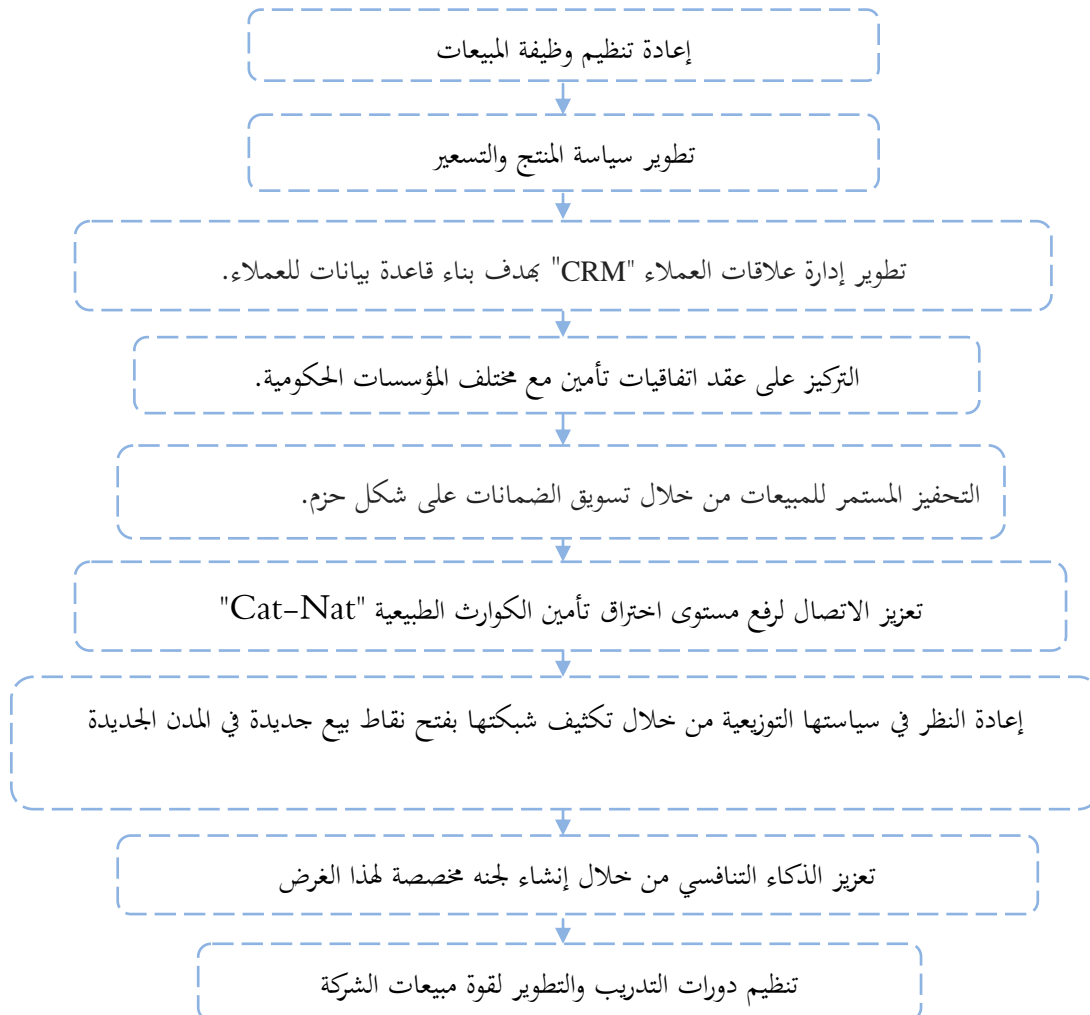 إعادة تنظيم وظيفة المبيعات
تطوير سياسة المنتج والتسعير
تطوير إدارة علاقات العملاء "CRM" بهدف بناء قاعدة بيانات للعملاء.
التركيز على عقد اتفاقيات تأمين مع مختلف المؤسسات الحكومية.
التحفيز المستمر للمبيعات من خلال تسويق الضمانات على شكل حزم.
تعزيز الاتصال لرفع مستوى اختراق تأمين الكوارث الطبيعية "Cat-Nat"
إعادة النظر في سياستها التوزيعية من خلال تكثيف شبكتها بفتح نقاط بيع جديدة في المدن الجديدة
تعزيز الذكاء التنافسي من خلال إنشاء لجنه مخصصة لهذا الغرض
تنظيم دورات التدريب والتطوير لقوة مبيعات الشركة